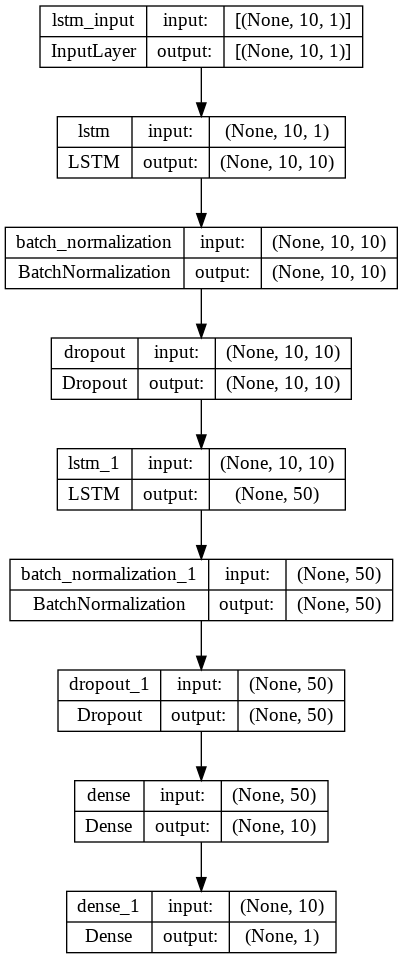 lstm_input input: [(None, 10, 1)]
InputLayer output: [(None, 10, 1)]
lstm input: (None, 10, 1)
LSTM output: (None, 10, 10)
batch_normalization input: (None, 10, 10)
BatchNormalization output: (None, 10, 10)
dropout input: (None, 10, 10)
Dropout output: (None, 10, 10)
lstm_1 input: (None, 10, 10)
LSTM output: (None, 50)
batch_normalization_1 input: (None, 50)
BatchNormalization output: (None, 50)
dropout_1 input: (None, 50)
Dropout output: (None, 50)
dense input: (None, 50)
Dense output: (None, 10)
dense_1 input: (None, 10)
Dense output: (None, 1)